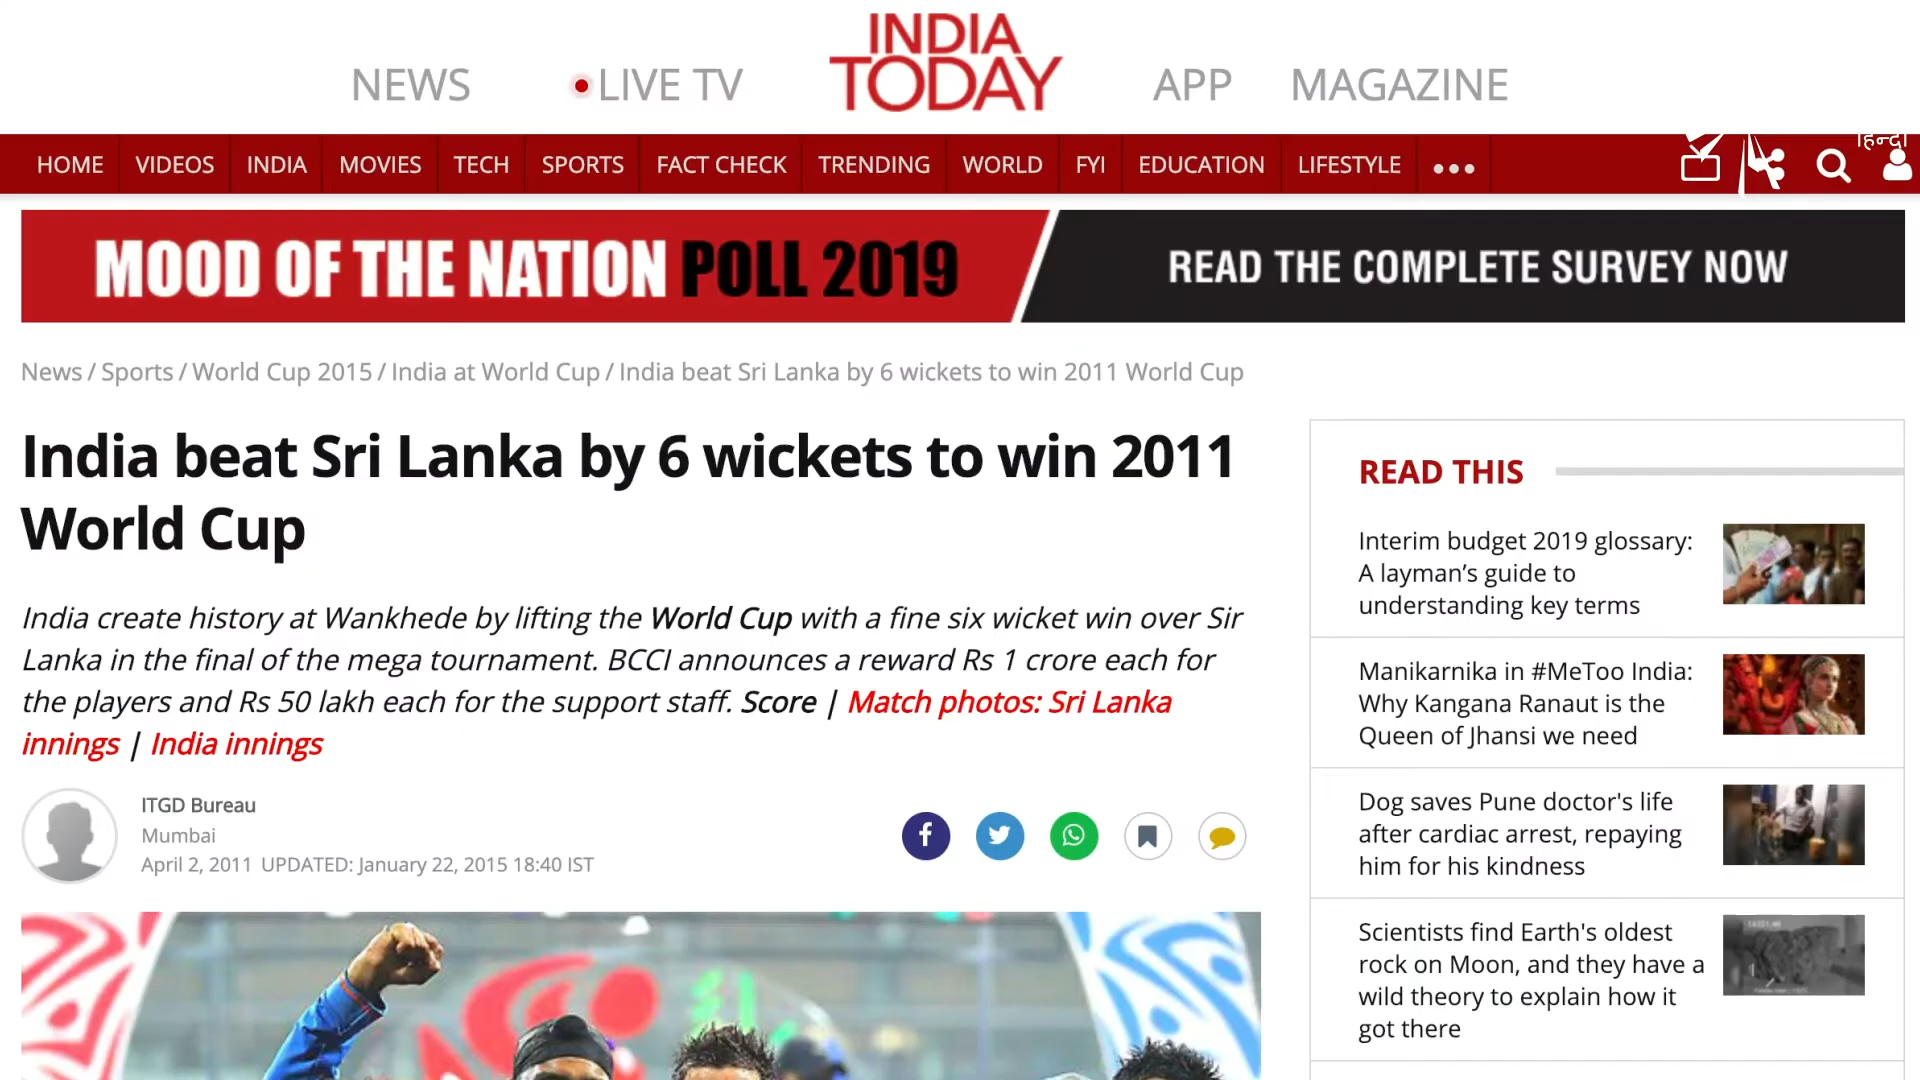 INDIA
TODAY
NEWS
LIVE TV
APP
MAGAZINE
HOME VIDEOS INDIA MOVIES TECH SPORTS FACT CHECK TRENDING WORLD FYI EDUCATION LIFESTYLE
हिन्दी
MOOD OF THE NATION POLL 2019 READ THE COMPLETE SURVEY NOW
News / Sports / World Cup 2015 / India at World Cup / India beat Sri Lanka by 6 wickets to win 2011 World Cup
India beat Sri Lanka by 6 wickets to win 2011
World Cup
India create history at Wankhede by lifting the World Cup with a fine six wicket win over Sir
Lanka in the final of the mega tournament. BCCI announces a reward Rs 1 crore each for
the players and Rs 50 lakh each for the support staff. Score | Match photos: Sri Lanka
innings | India innings
ITGD Bureau
Mumbai
April 2, 2011 UPDATED: January 22, 2015 18:40 IST
READ THIS
Interim budget 2019 glossary:
A layman’s guide to
understanding key terms
Manikarnika in #MeToo India:
Why Kangana Ranaut is the
Queen of Jhansi we need
Dog saves Pune doctor's life
after cardiac arrest, repaying
him for his kindness
Scientists find Earth's oldest
rock on Moon, and they have a
wild theory to explain how it
got there